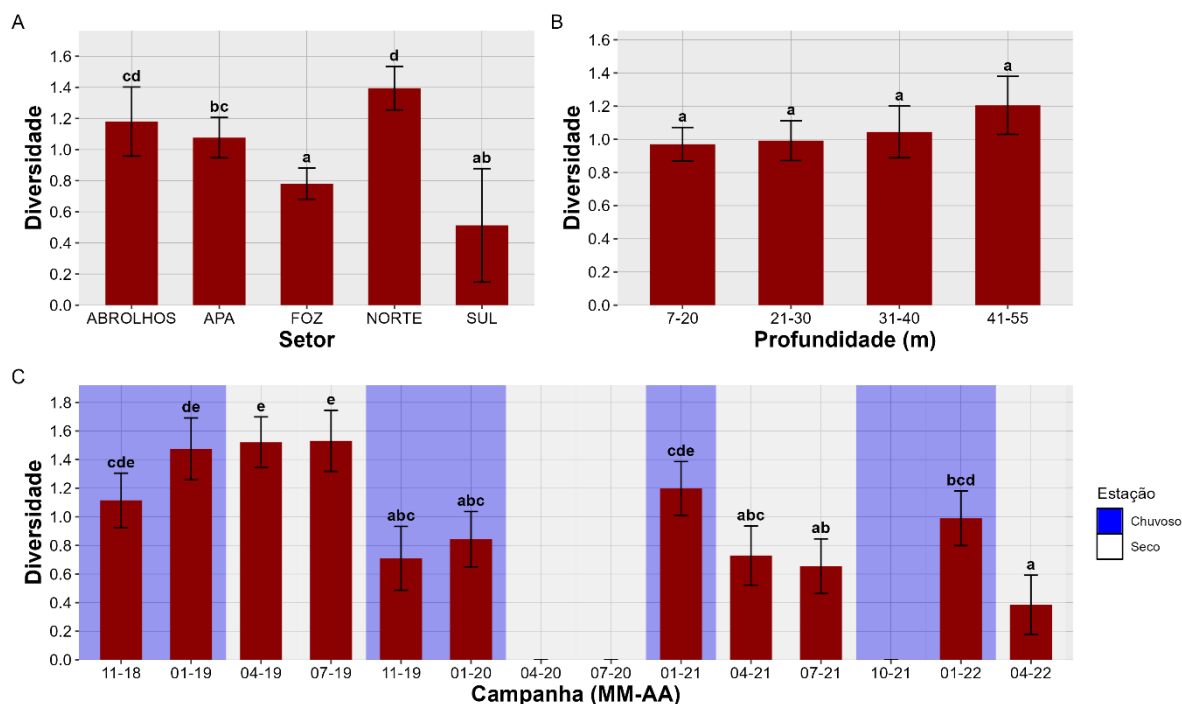 A
Diversidade
1.6
1.4
1.2
1.0
0.8
0.6
0.4
0.2
0.0
cd
bc
a
d
ab
ABROLHOS APA FOZ NORTE SUL
Setor
B
Diversidade
1.6
1.4
1.2
1.0
0.8
0.6
0.4
0.2
0.0
a
a
a
a
7-20 21-30 31-40 41-55
Profundidade (m)
C
Diversidade
1.8
1.6
1.4
1.2
1.0
0.8
0.6
0.4
0.2
0.0
cde
de
e
e
abc
abc
cde
abc
ab
bcd
a
11-18 01-19 04-19 07-19 11-19 01-20 04-20 07-20 01-21 04-21 07-21 10-21 01-22 04-22
Campanha (MM-AA)
Estação
Chuvoso
Seco